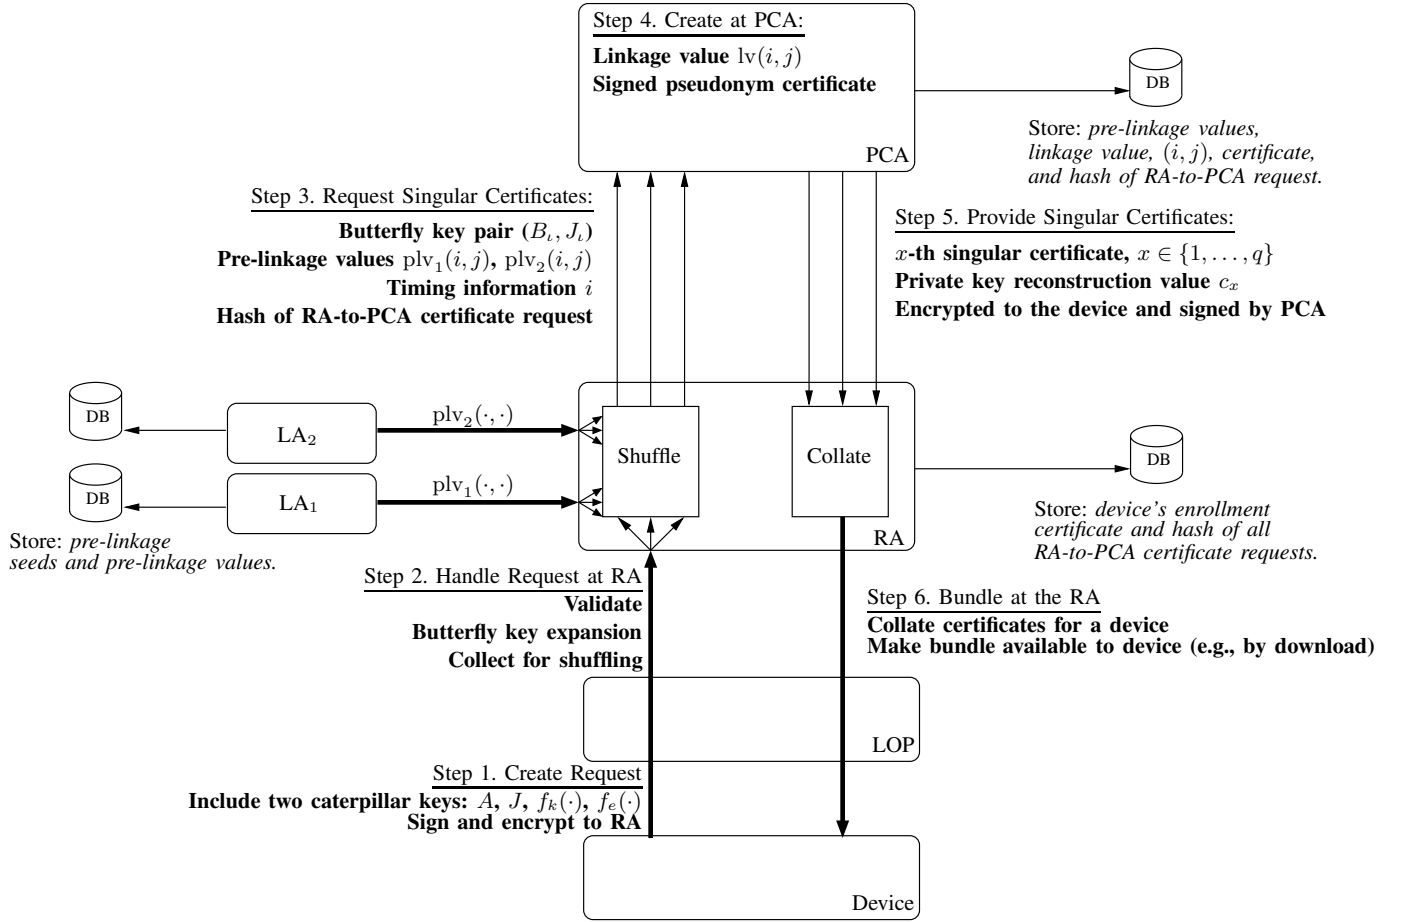 Step 4. Create at PCA:
Linkage value lv(i, j)
Signed pseudonym certificate
PCA
DB
Store: pre-linkage values,
linkage value, (i, j), certificate,
and hash of RA-to-PCA request.
Step 3. Request Singular Certificates:
Butterfly key pair (Bι, Jι)
Pre-linkage values plv₁(i, j), plv₂(i, j)
Timing information i
Hash of RA-to-PCA certificate request
Step 5. Provide Singular Certificates:
x-th singular certificate, x ∈ {1, . . . , q}
Private key reconstruction value cₓ
Encrypted to the device and signed by PCA
DB
LA₂
plv₂(·, ·)
DB
LA₁
plv₁(·, ·)
Store: pre-linkage
seeds and pre-linkage values.
Shuffle
Collate
RA
DB
Store: device's enrollment
certificate and hash of all
RA-to-PCA certificate requests.
Step 2. Handle Request at RA
Validate
Butterfly key expansion
Collect for shuffling
Step 6. Bundle at the RA
Collate certificates for a device
Make bundle available to device (e.g., by download)
LOP
Step 1. Create Request
Include two caterpillar keys: A, J, fₖ(·), fₑ(·)
Sign and encrypt to RA
Device